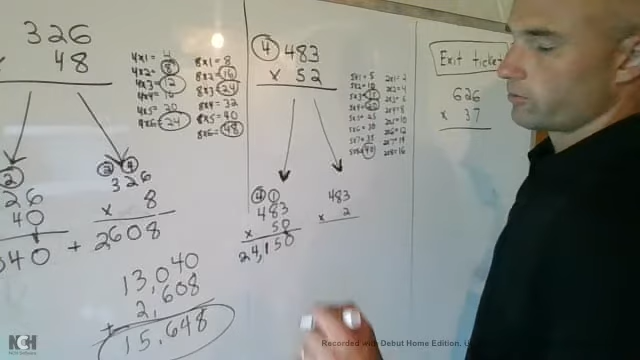 326
48
4x1= 4
4x2= 8
4x3= 12
4x4= 16
4x5= 20
4x6= 24
8x1= 8
8x2= 16
8x3= 24
8x4= 32
8x5= 40
8x6= 48
2
26
40
040
+
2 4
326
x 8
2608
13,040
+ 2,608
15,648
4 483
x 52
5x1= 5
5x2= 10
5x3= 15
5x4= 20
5x5= 25
5x6= 30
5x7= 35
5x8= 40
2x1= 2
2x2= 4
2x3= 6
2x4= 8
2x5= 10
2x6= 12
2x7= 14
2x8= 16
4 1
483
x 50
24,150
483
x 2
Exit ticket
626
x 37
NCH
NCH Software
Recorded with Debut Home Edition.